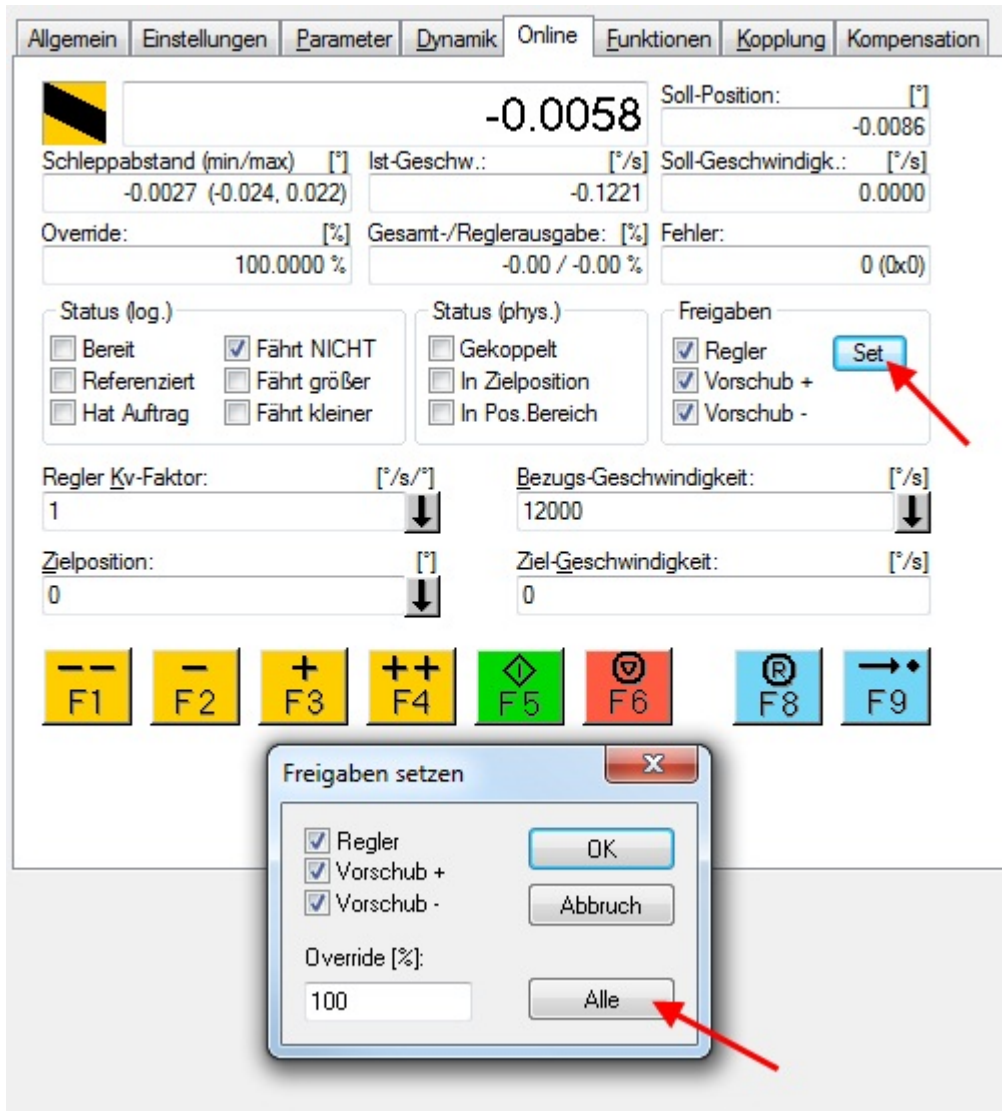 Allgemein Einstellungen Parameter Dynamik Online Funktionen Kopplung Kompensation
-0.0058
Soll-Position: [°]
-0.0086
Schleppabstand (min/max) [°] Ist-Geschw.: [°/s] Soll-Geschwindigk.: [°/s]
-0.0027 (-0.024, 0.022) -0.1221 0.0000
Override: [%] Gesamt-/Reglerausgabe: [%] Fehler:
100.0000 % -0.00 / -0.00 % 0 (0x0)
Status (log.) Status (phys.) Freigaben
Bereit Fährt NICHT Gekoppelt Regler Set
Referenziert Fährt größer In Zielposition Vorschub +
Hat Auftrag Fährt kleiner In Pos.Bereich Vorschub -
Regler Kv-Faktor: [°/s/°] Bezugs-Geschwindigkeit: [°/s]
1 12000
Zielposition: [°] Ziel-Geschwindigkeit: [°/s]
0 0
-- - + ++ R
F1 F2 F3 F4 F5 F6 F8 F9
Freigaben setzen
Regler OK
Vorschub +
Vorschub - Abbruch
Override [%]:
100 Alle